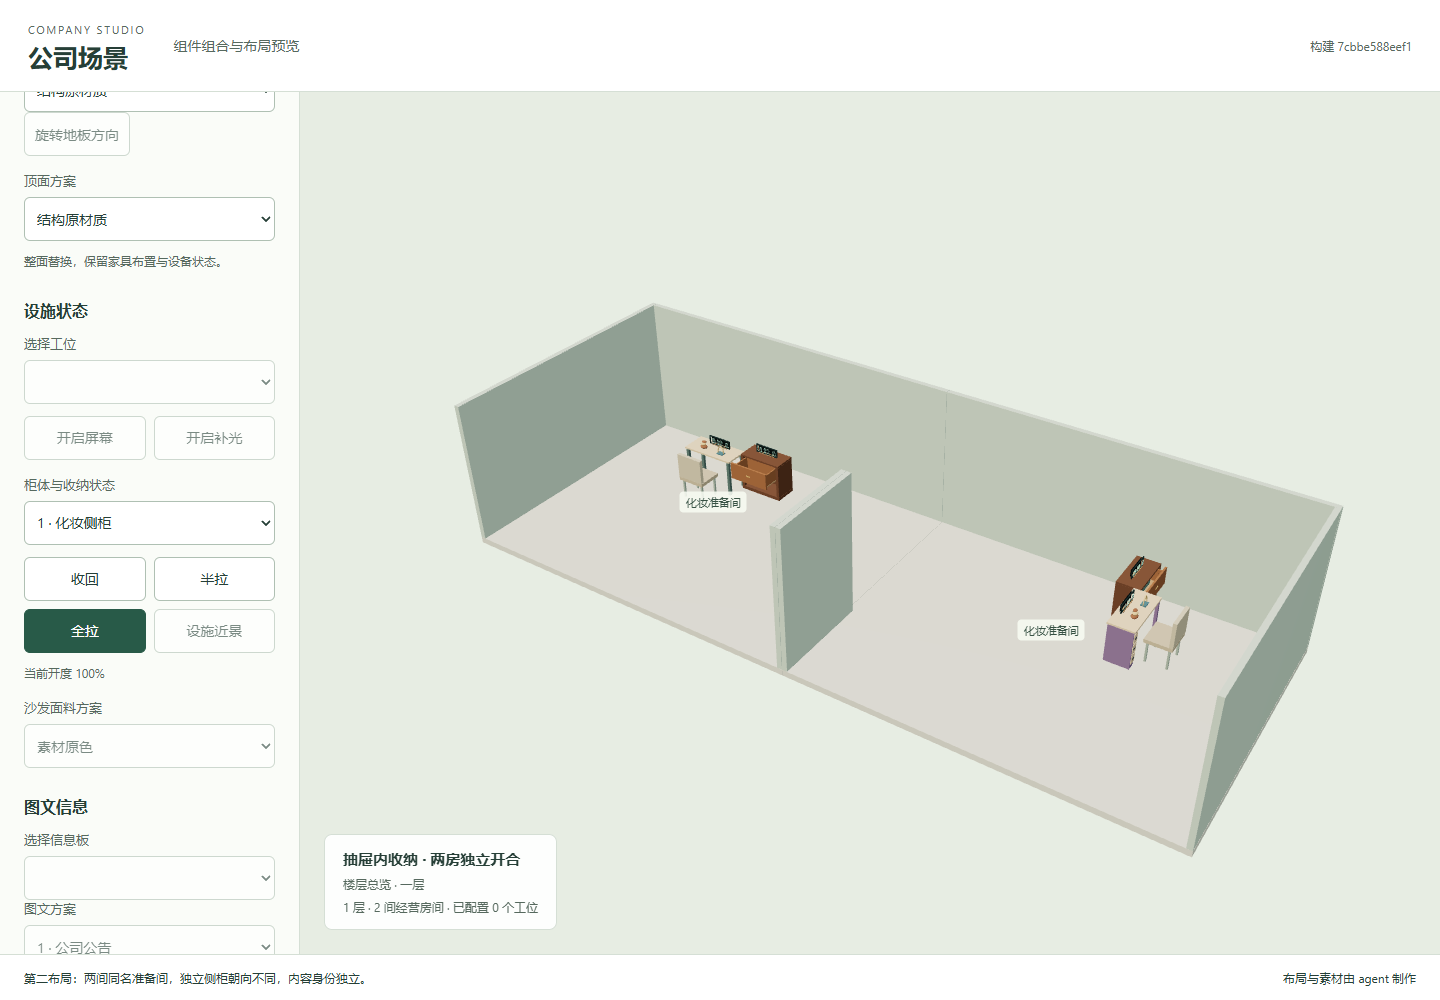 COMPANY STUDIO
公司场景
组件组合与布局预览
构建 7cbbe588eef1
结构原材质
旋转地板方向
顶面方案
结构原材质
整面替换，保留家具布置与设备状态。
设施状态
选择工位
开启屏幕
开启补光
柜体与收纳状态
1 · 化妆侧柜
收回
半拉
全拉
设施近景
当前开度 100%
沙发面料方案
素材原色
图文信息
选择信息板
图文方案
1 · 公司公告
化妆准备间
化妆准备间
抽屉内收纳 · 两房独立开合
楼层总览 · 一层
1 层 · 2 间经营房间 · 已配置 0 个工位
第二布局：两间同名准备间，独立侧柜朝向不同，内容身份独立。
布局与素材由 agent 制作